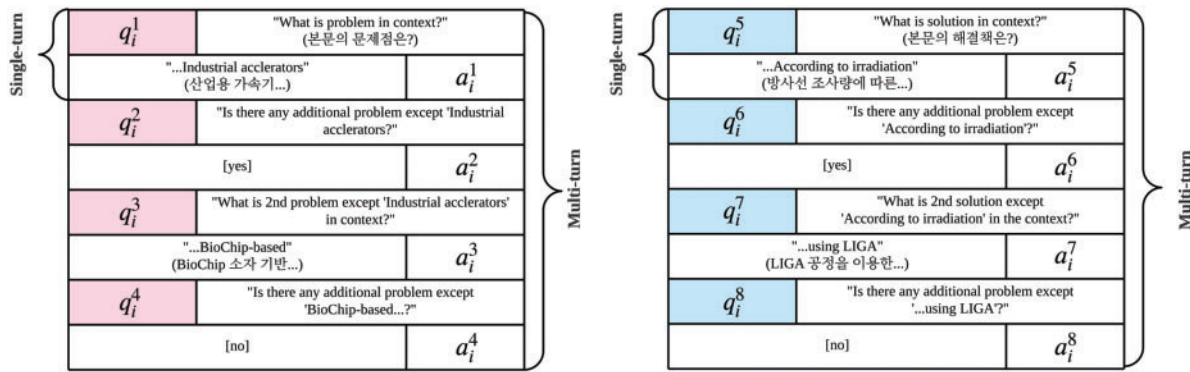 Single-turn
q_i^1
"What is problem in context?"
(본문의 문제점은?)
"...Industrial acclerators"
(산업용 가속기...)
a_i^1
q_i^2
"Is there any additional problem except 'Industrial
acclerators?"
[yes]
a_i^2
q_i^3
"What is 2nd problem except 'Industrial acclerators'
in context?"
"...BioChip-based"
(BioChip 소자 기반...)
a_i^3
q_i^4
"Is there any additional problem except
'BioChip-based...?"
[no]
a_i^4
Multi-turn
Single-turn
q_i^5
"What is solution in context?"
(본문의 해결책은?)
"...According to irradiation"
(방사선 조사량에 따른...)
a_i^5
q_i^6
"Is there any additional problem except
'According to irradiation'?"
[yes]
a_i^6
q_i^7
"What is 2nd solution except
'According to irradiation' in the context?"
"...using LIGA"
(LIGA 공정을 이용한...)
a_i^7
q_i^8
"Is there any additional problem except
'...using LIGA'?"
[no]
a_i^8
Multi-turn